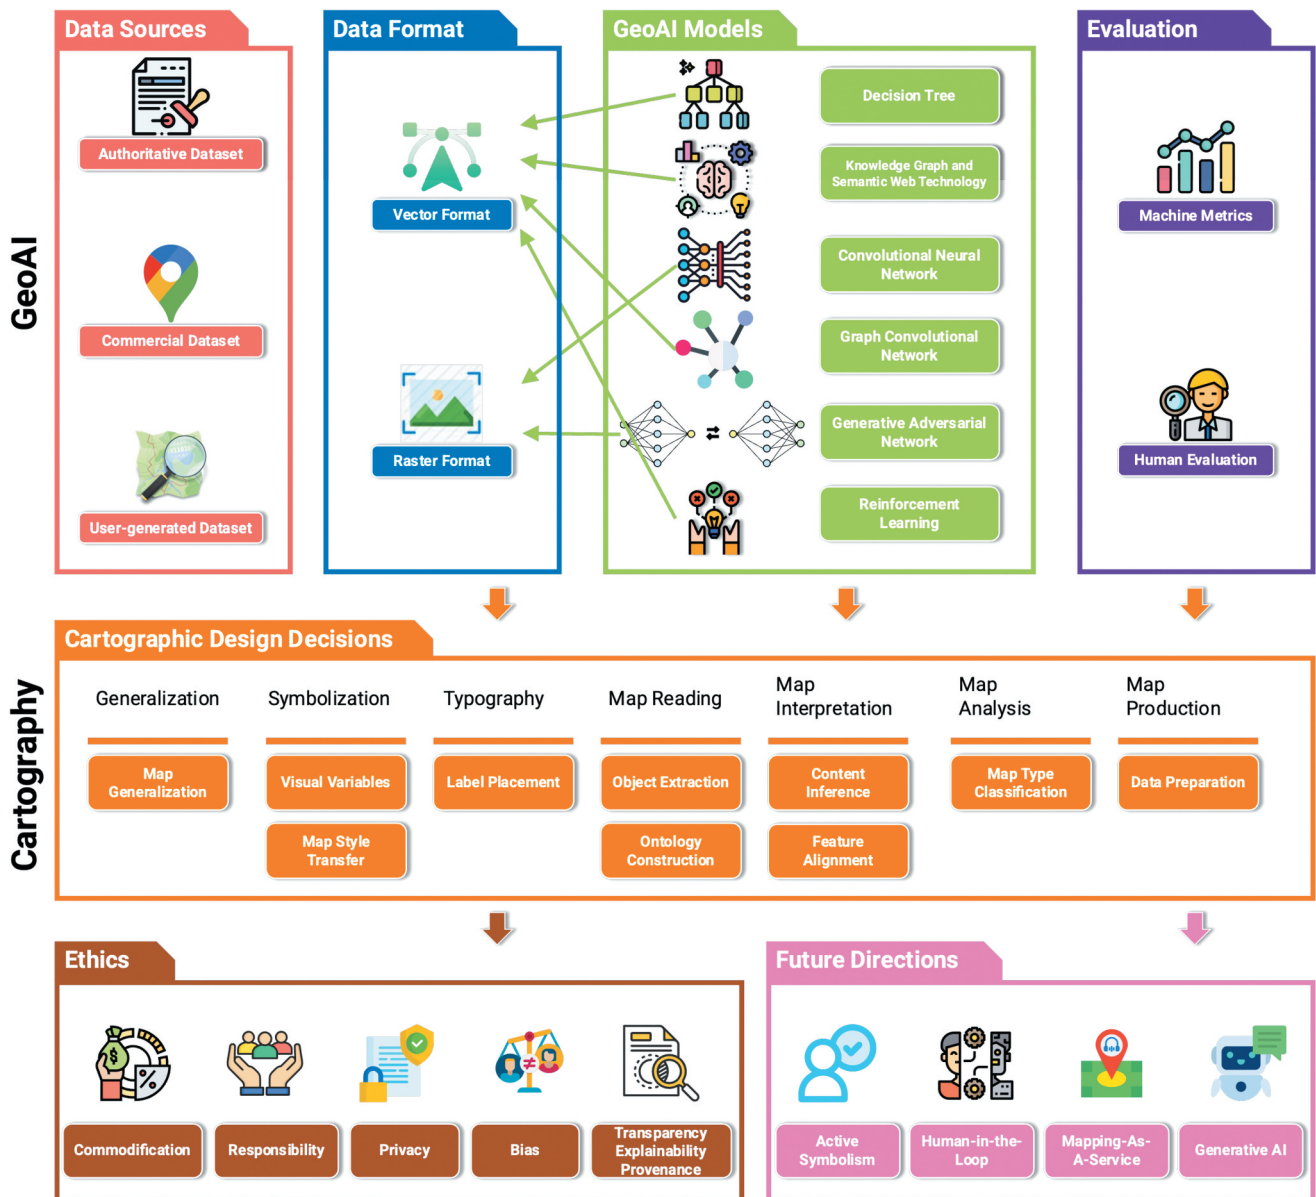 Data Sources
Data Format
GeoAI Models
Evaluation
GeoAI
Authoritative Dataset
Commercial Dataset
User-generated Dataset
Vector Format
Raster Format
Decision Tree
Knowledge Graph and
Semantic Web Technology
Convolutional Neural
Network
Graph Convolutional
Network
Generative Adversarial
Network
Reinforcement
Learning
Machine Metrics
Human Evaluation
Cartography
Cartographic Design Decisions
Generalization
Map
Generalization
Symbolization
Visual Variables
Map Style
Transfer
Typography
Label Placement
Map Reading
Object Extraction
Ontology
Construction
Map
Interpretation
Content
Inference
Feature
Alignment
Map
Analysis
Map Type
Classification
Map
Production
Data Preparation
Ethics
$
%
≠
Commodification
Responsibility
Privacy
Bias
Transparency
Explainability
Provenance
Future Directions
Active
Symbolism
Human-in-the-
Loop
Mapping-As-
A-Service
Generative AI